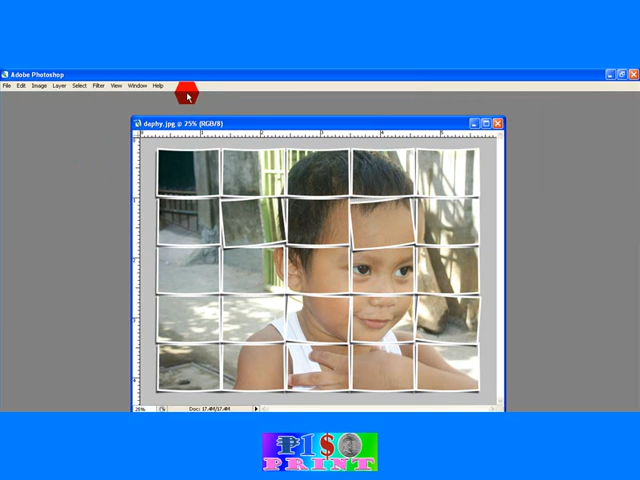 Adobe Photoshop
File Edit Image Layer Select Filter View Window Help
daphy.jpg @ 25% (RGB/8)
25% Doc: 17.4M/17.4M
₱1$
PRINT